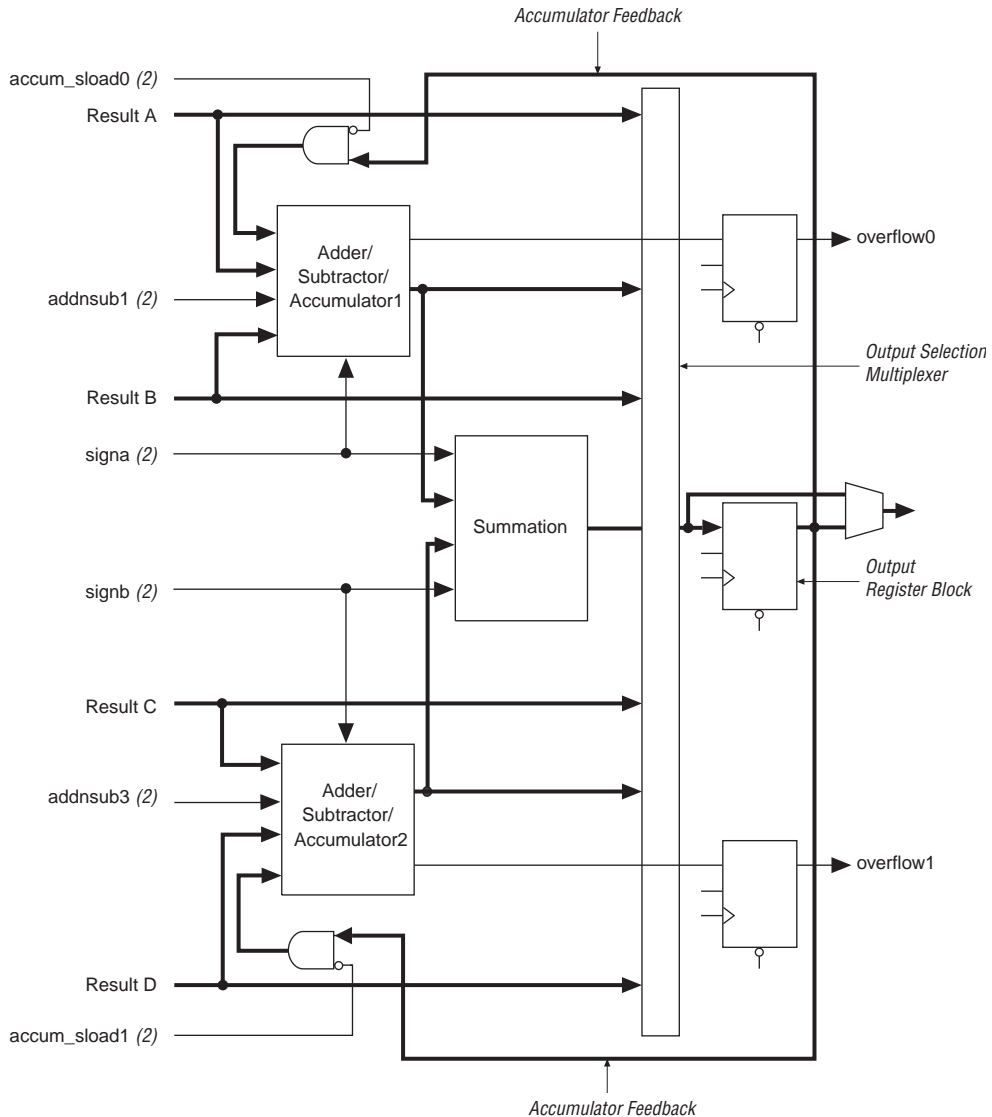 Accumulator Feedback
accum_sload0 (2)
Result A
overflow0
Adder/
Subtractor/
Accumulator1
addnsub1 (2)
Output Selection
Multiplexer
Result B
signa (2)
Summation
Output
Register Block
signb (2)
Result C
Adder/
Subtractor/
Accumulator2
addnsub3 (2)
overflow1
Result D
accum_sload1 (2)
Accumulator Feedback